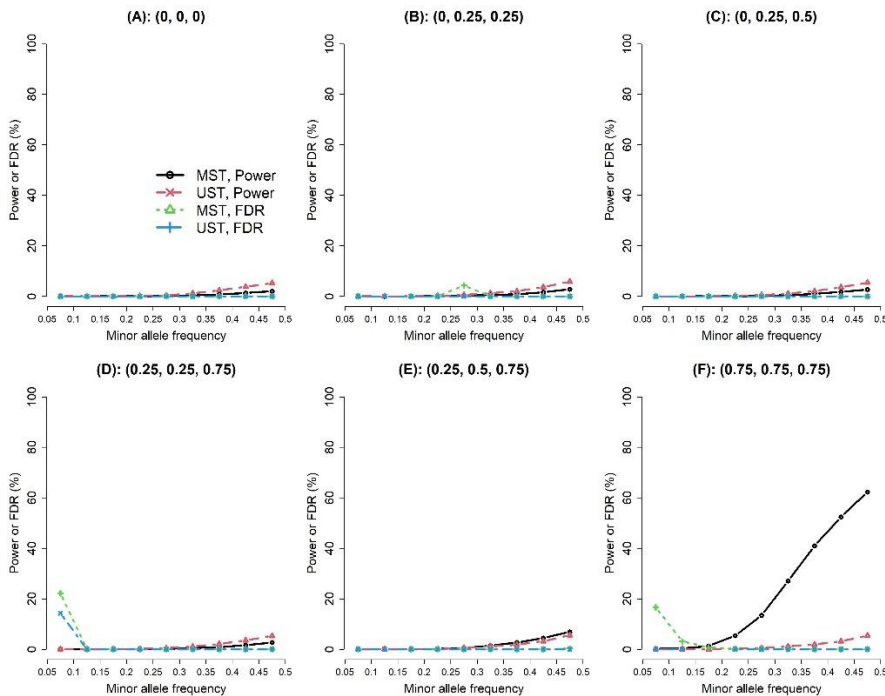 (A): (0, 0, 0)
Power or FDR (%)
100
80
60
40
20
0
MST, Power
UST, Power
MST, FDR
UST, FDR
0.05 0.1 0.15 0.2 0.25 0.3 0.35 0.4 0.45 0.5
Minor allele frequency
(B): (0, 0.25, 0.25)
Power or FDR (%)
100
80
60
40
20
0
0.05 0.1 0.15 0.2 0.25 0.3 0.35 0.4 0.45 0.5
Minor allele frequency
(C): (0, 0.25, 0.5)
Power or FDR (%)
100
80
60
40
20
0
0.05 0.1 0.15 0.2 0.25 0.3 0.35 0.4 0.45 0.5
Minor allele frequency
(D): (0.25, 0.25, 0.75)
Power or FDR (%)
100
80
60
40
20
0
0.05 0.1 0.15 0.2 0.25 0.3 0.35 0.4 0.45 0.5
Minor allele frequency
(E): (0.25, 0.5, 0.75)
Power or FDR (%)
100
80
60
40
20
0
0.05 0.1 0.15 0.2 0.25 0.3 0.35 0.4 0.45 0.5
Minor allele frequency
(F): (0.75, 0.75, 0.75)
Power or FDR (%)
100
80
60
40
20
0
0.05 0.1 0.15 0.2 0.25 0.3 0.35 0.4 0.45 0.5
Minor allele frequency